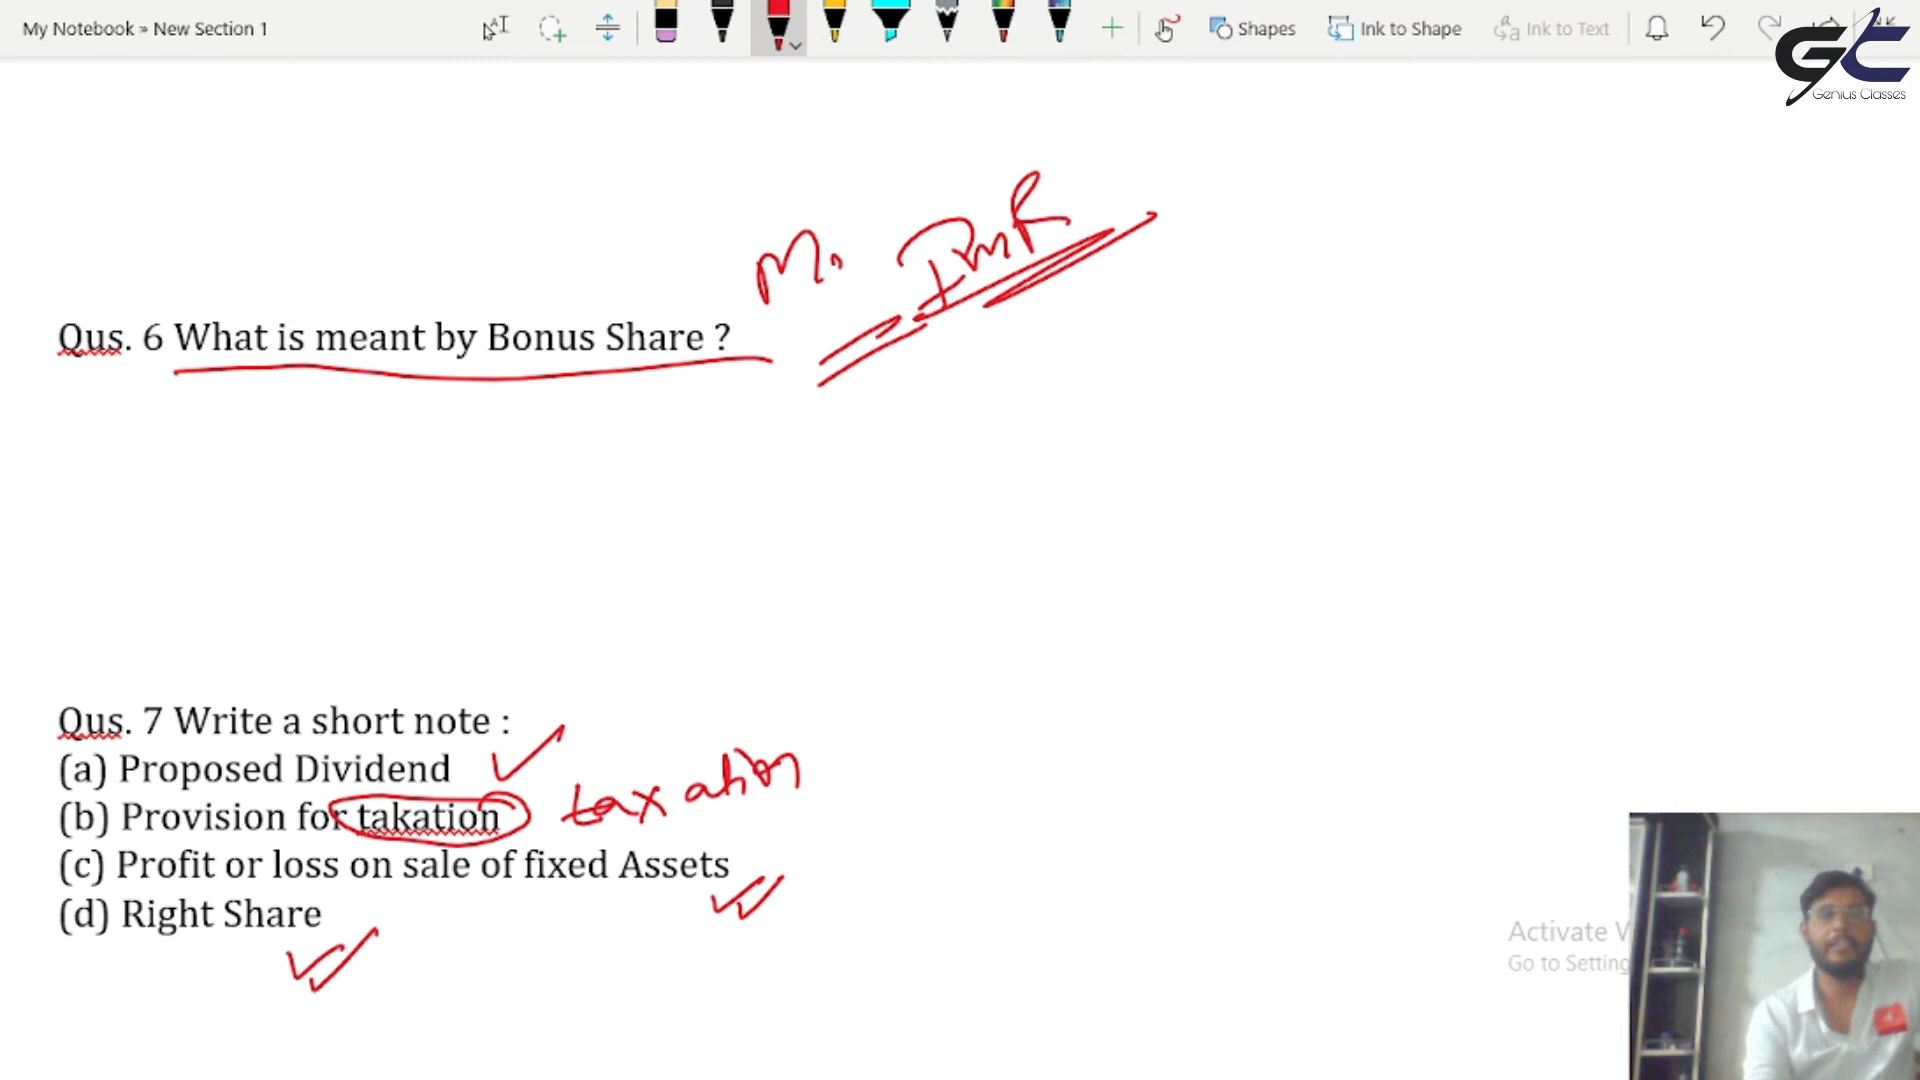 My Notebook » New Section 1
Shapes
Ink to Shape
Ink to Text
GC
Genius Classes
M. Imp
Qus. 6 What is meant by Bonus Share ?
Qus. 7 Write a short note :
(a) Proposed Dividend
(b) Provision for takation taxation
(c) Profit or loss on sale of fixed Assets
(d) Right Share
Activate
Go to Setting